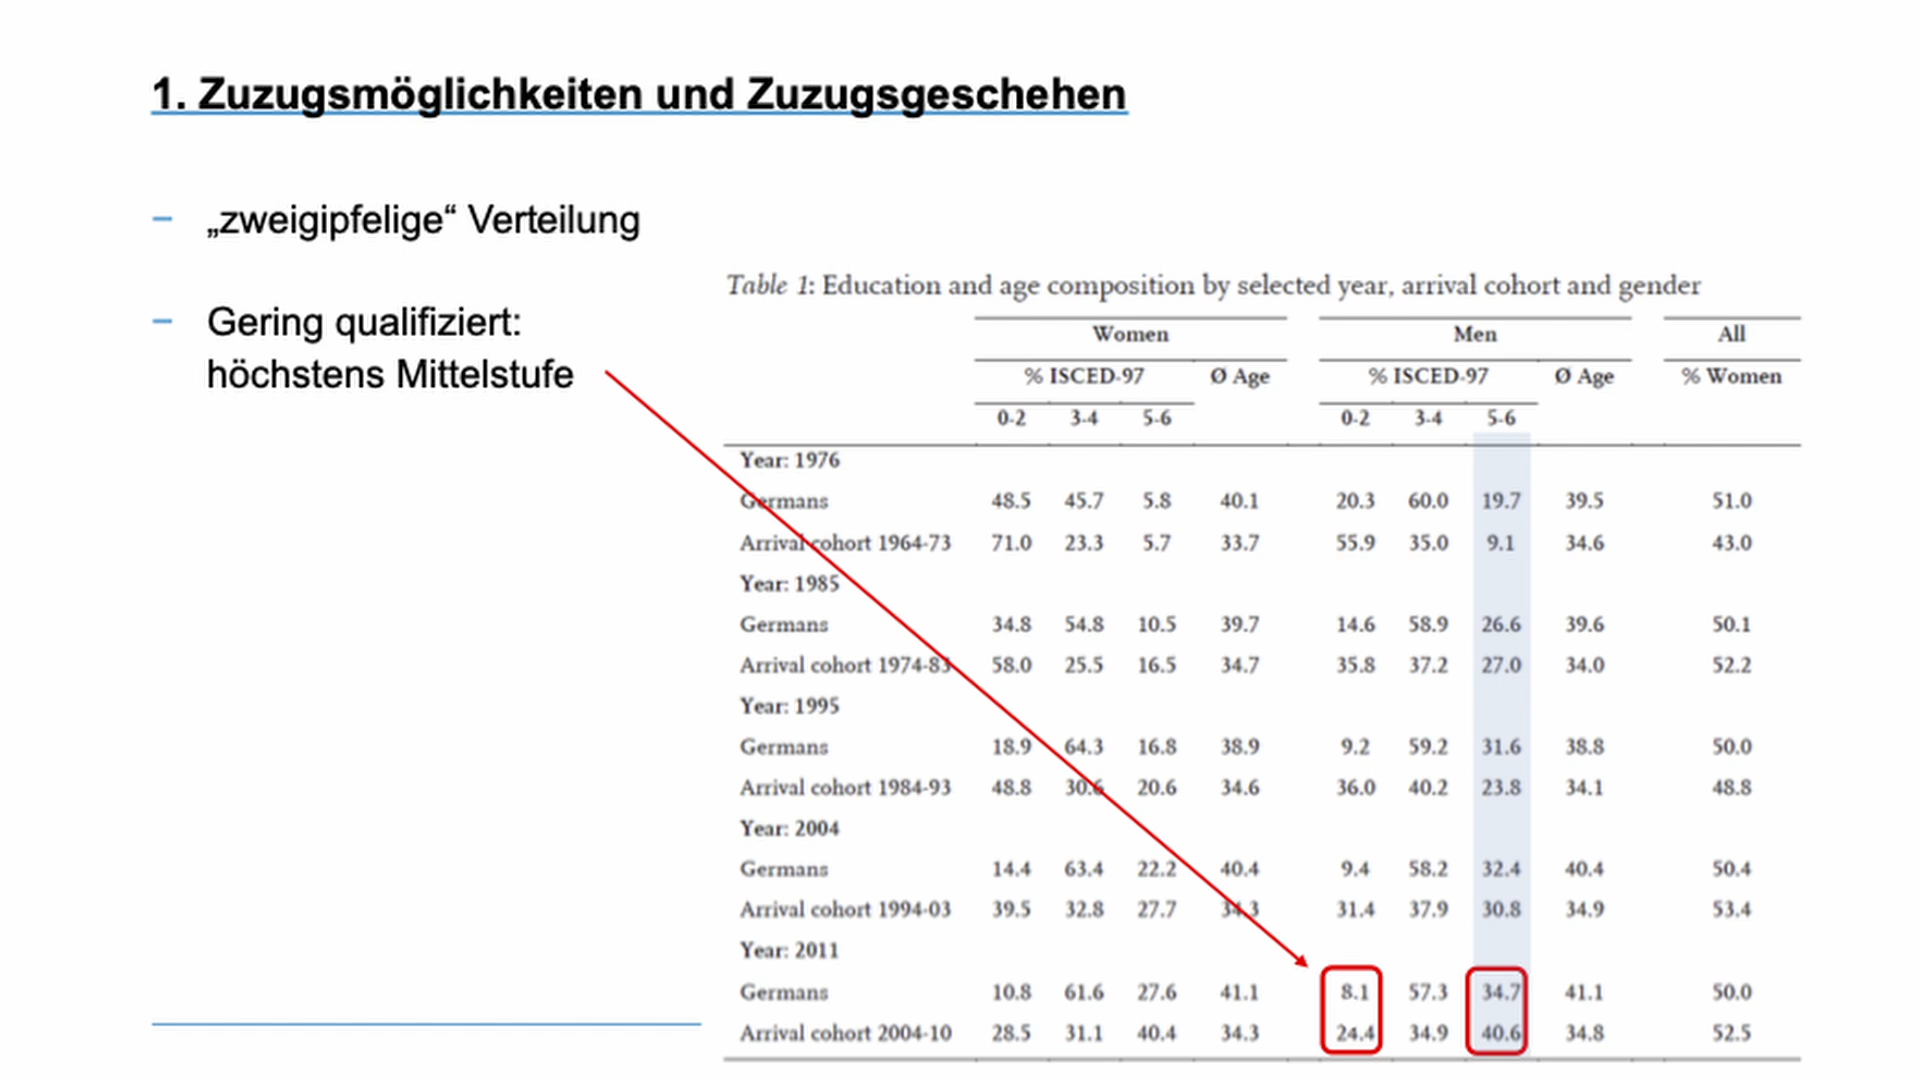 1. Zuzugsmöglichkeiten und Zuzugsgeschehen
– „zweigipfelige“ Verteilung
– Gering qualifiziert:
höchstens Mittelstufe
Table 1: Education and age composition by selected year, arrival cohort and gender
Women Men All
% ISCED-97 Ø Age % ISCED-97 Ø Age % Women
0-2 3-4 5-6 0-2 3-4 5-6
Year: 1976
Germans 48.5 45.7 5.8 40.1 20.3 60.0 19.7 39.5 51.0
Arrival cohort 1964-73 71.0 23.3 5.7 33.7 55.9 35.0 9.1 34.6 43.0
Year: 1985
Germans 34.8 54.8 10.5 39.7 14.6 58.9 26.6 39.6 50.1
Arrival cohort 1974-83 58.0 25.5 16.5 34.7 35.8 37.2 27.0 34.0 52.2
Year: 1995
Germans 18.9 64.3 16.8 38.9 9.2 59.2 31.6 38.8 50.0
Arrival cohort 1984-93 48.8 30.6 20.6 34.6 36.0 40.2 23.8 34.1 48.8
Year: 2004
Germans 14.4 63.4 22.2 40.4 9.4 58.2 32.4 40.4 50.4
Arrival cohort 1994-03 39.5 32.8 27.7 34.3 31.4 37.9 30.8 34.9 53.4
Year: 2011
Germans 10.8 61.6 27.6 41.1 8.1 57.3 34.7 41.1 50.0
Arrival cohort 2004-10 28.5 31.1 40.4 34.3 24.4 34.9 40.6 34.8 52.5